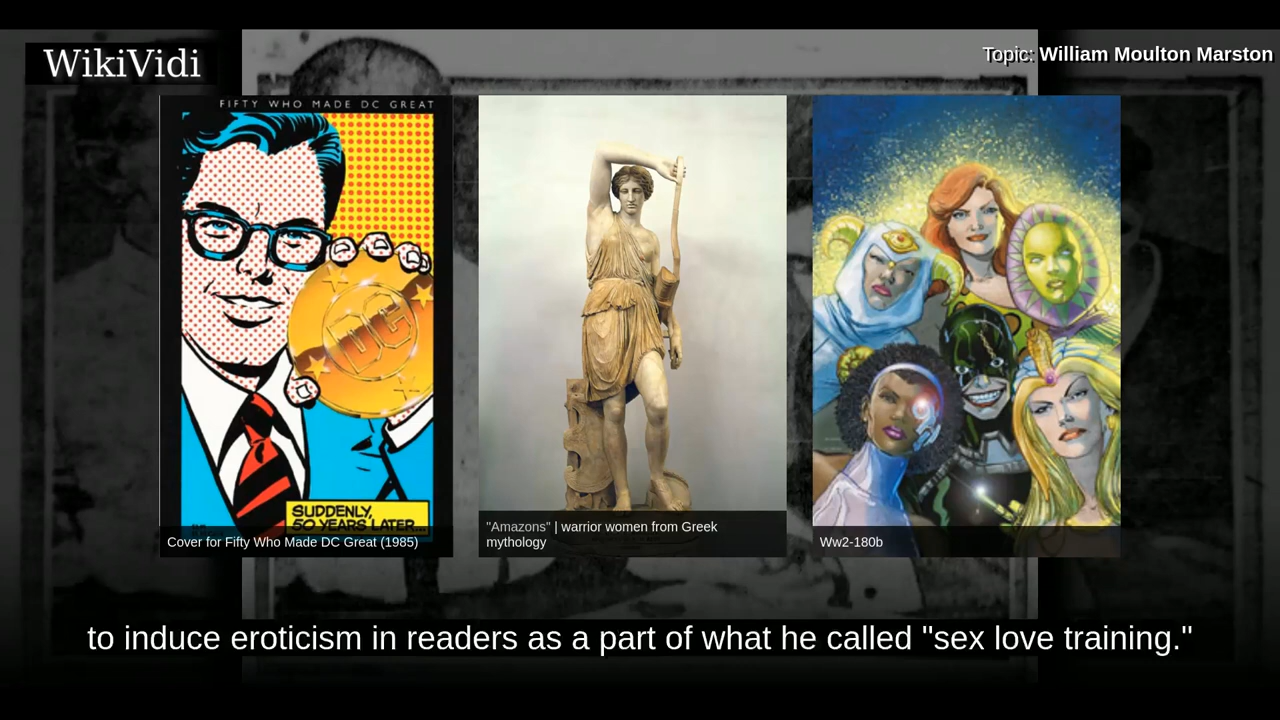 WikiVidi
Topic: William Moulton Marston
FIFTY WHO MADE DC GREAT
DC
SUDDENLY,
50 YEARS LATER...
Cover for Fifty Who Made DC Great (1985)
"Amazons" | warrior women from Greek
mythology
Ww2-180b
to induce eroticism in readers as a part of what he called "sex love training."